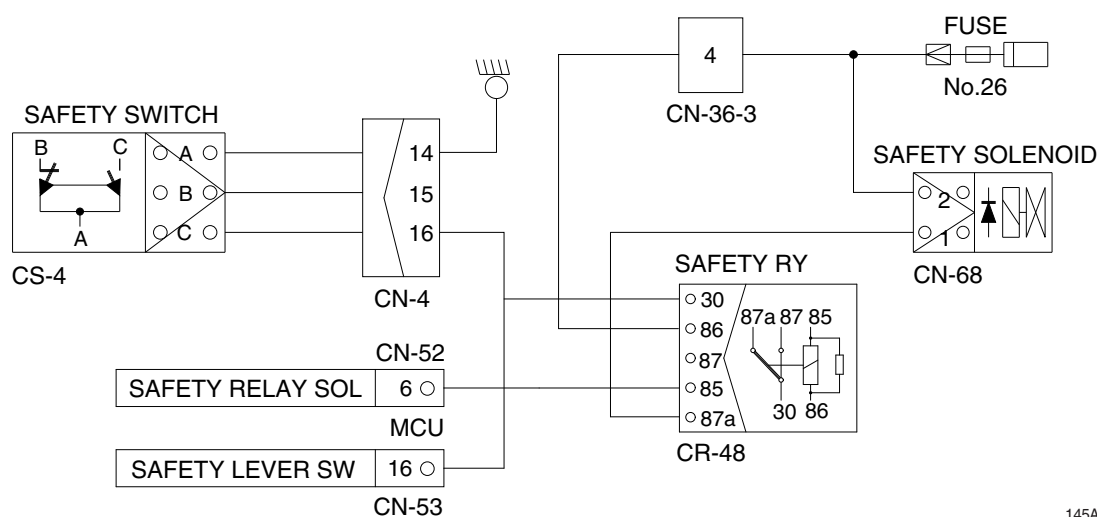 FUSE
4
No.26
CN-36-3
SAFETY SWITCH
B C
A
A
B
C
CS-4
14
15
16
CN-4
SAFETY SOLENOID
2
1
CN-68
SAFETY RY
30
86
87
85
87a
87a 87 85
30 86
CR-48
CN-52
SAFETY RELAY SOL 6
MCU
SAFETY LEVER SW 16
CN-53
145A